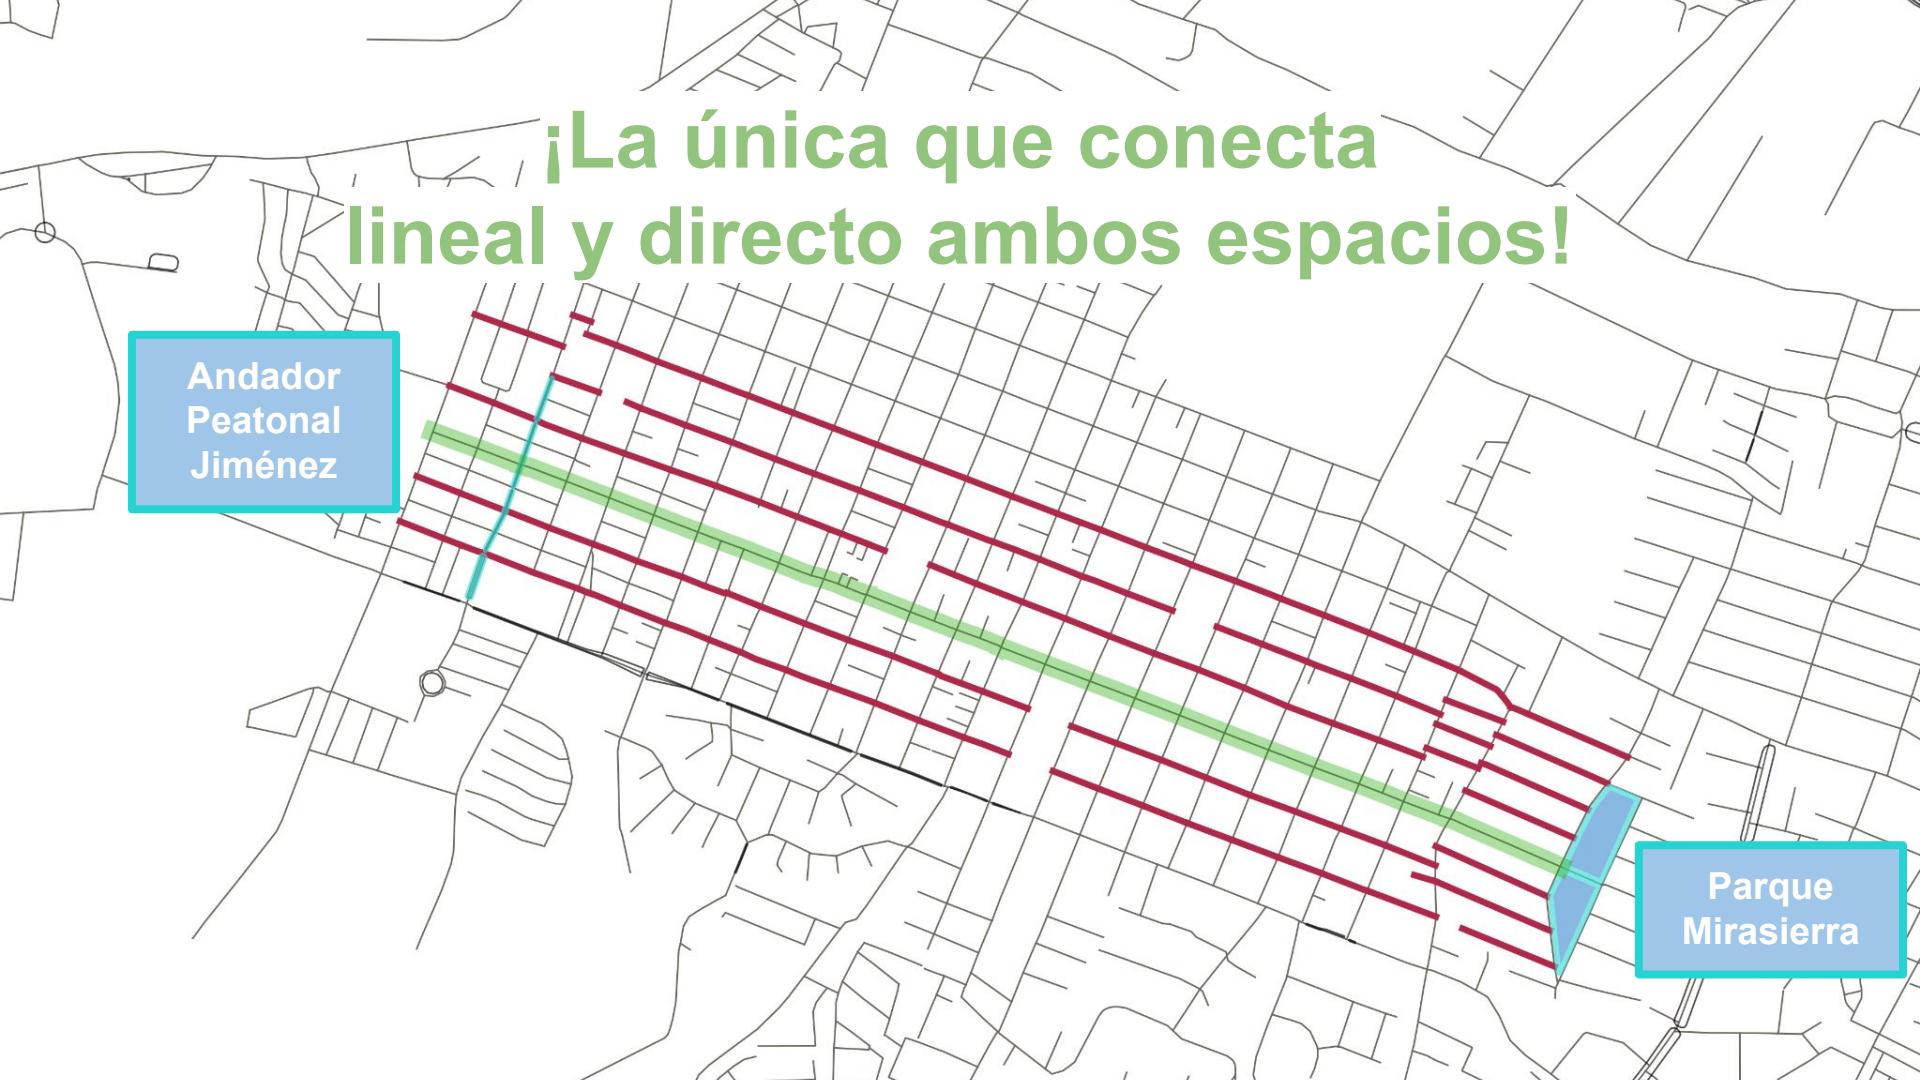 ¡La única que conecta
lineal y directo ambos espacios!
Andador
Peatonal
Jiménez
Parque
Mirasierra